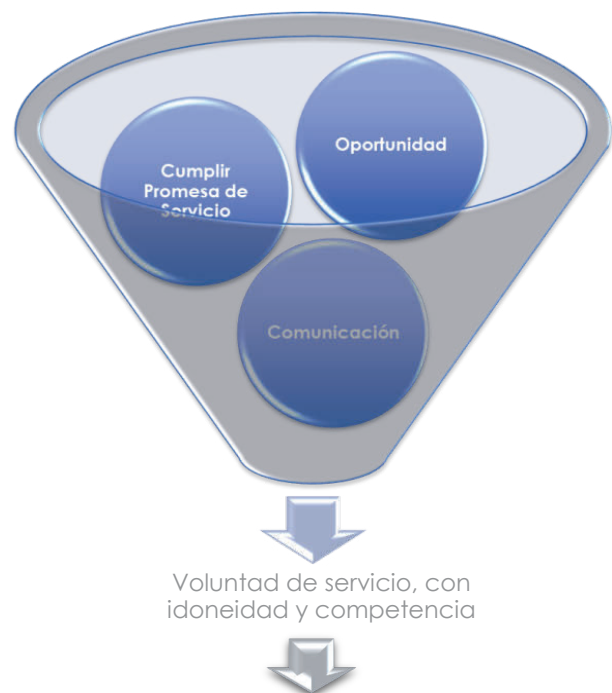 Oportunidad
Cumplir
Promesa de
Servicio
Comunicación
Voluntad de servicio, con
idoneidad y competencia